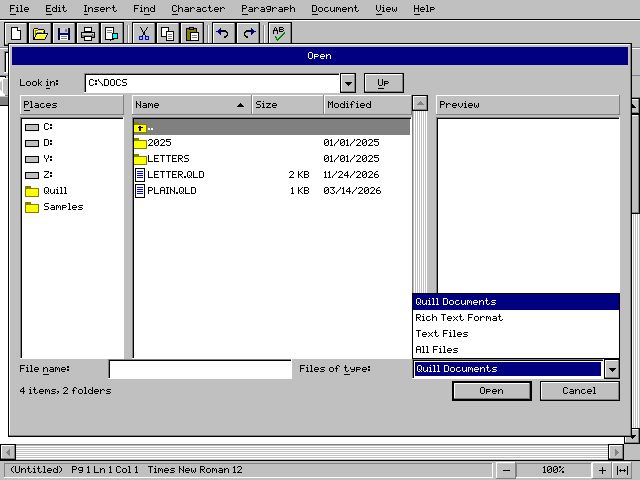 File Edit Insert Find Character Paragraph Document View Help
AB
Open
Look in: C:\DOCS Up
Places Name Size Modified Preview
C: ..
D: 2025 01/01/2025
Y: LETTERS 01/01/2025
Z: LETTER.QLD 2 KB 11/24/2026
Quill PLAIN.QLD 1 KB 03/14/2026
Samples
Quill Documents
Rich Text Format
Text Files
All Files
File name: Files of type: Quill Documents
4 items, 2 folders Open Cancel
(Untitled) Pg 1 Ln 1 Col 1 Times New Roman 12 100%